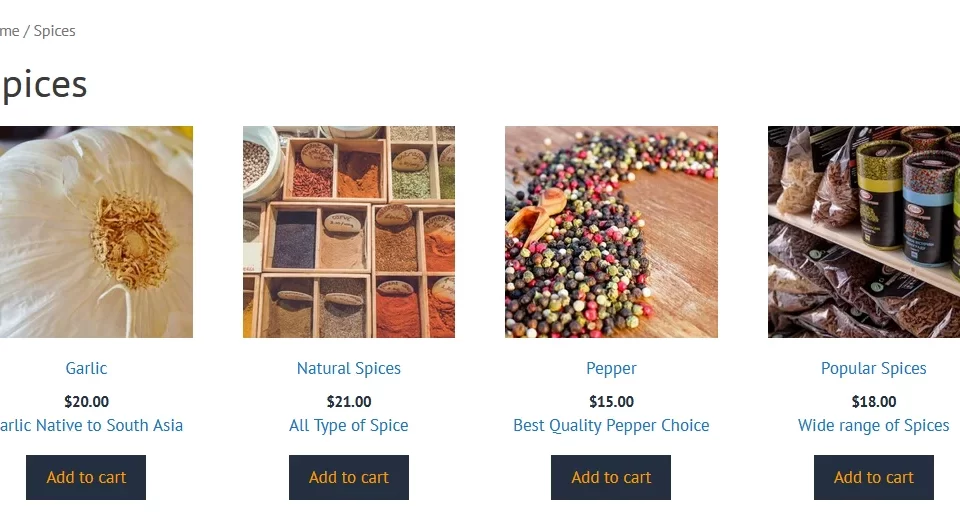 me / Spices
pices
Garlic
$20.00
arlic Native to South Asia
Add to cart
Natural Spices
$21.00
All Type of Spice
Add to cart
Pepper
$15.00
Best Quality Pepper Choice
Add to cart
Popular Spices
$18.00
Wide range of Spices
Add to cart